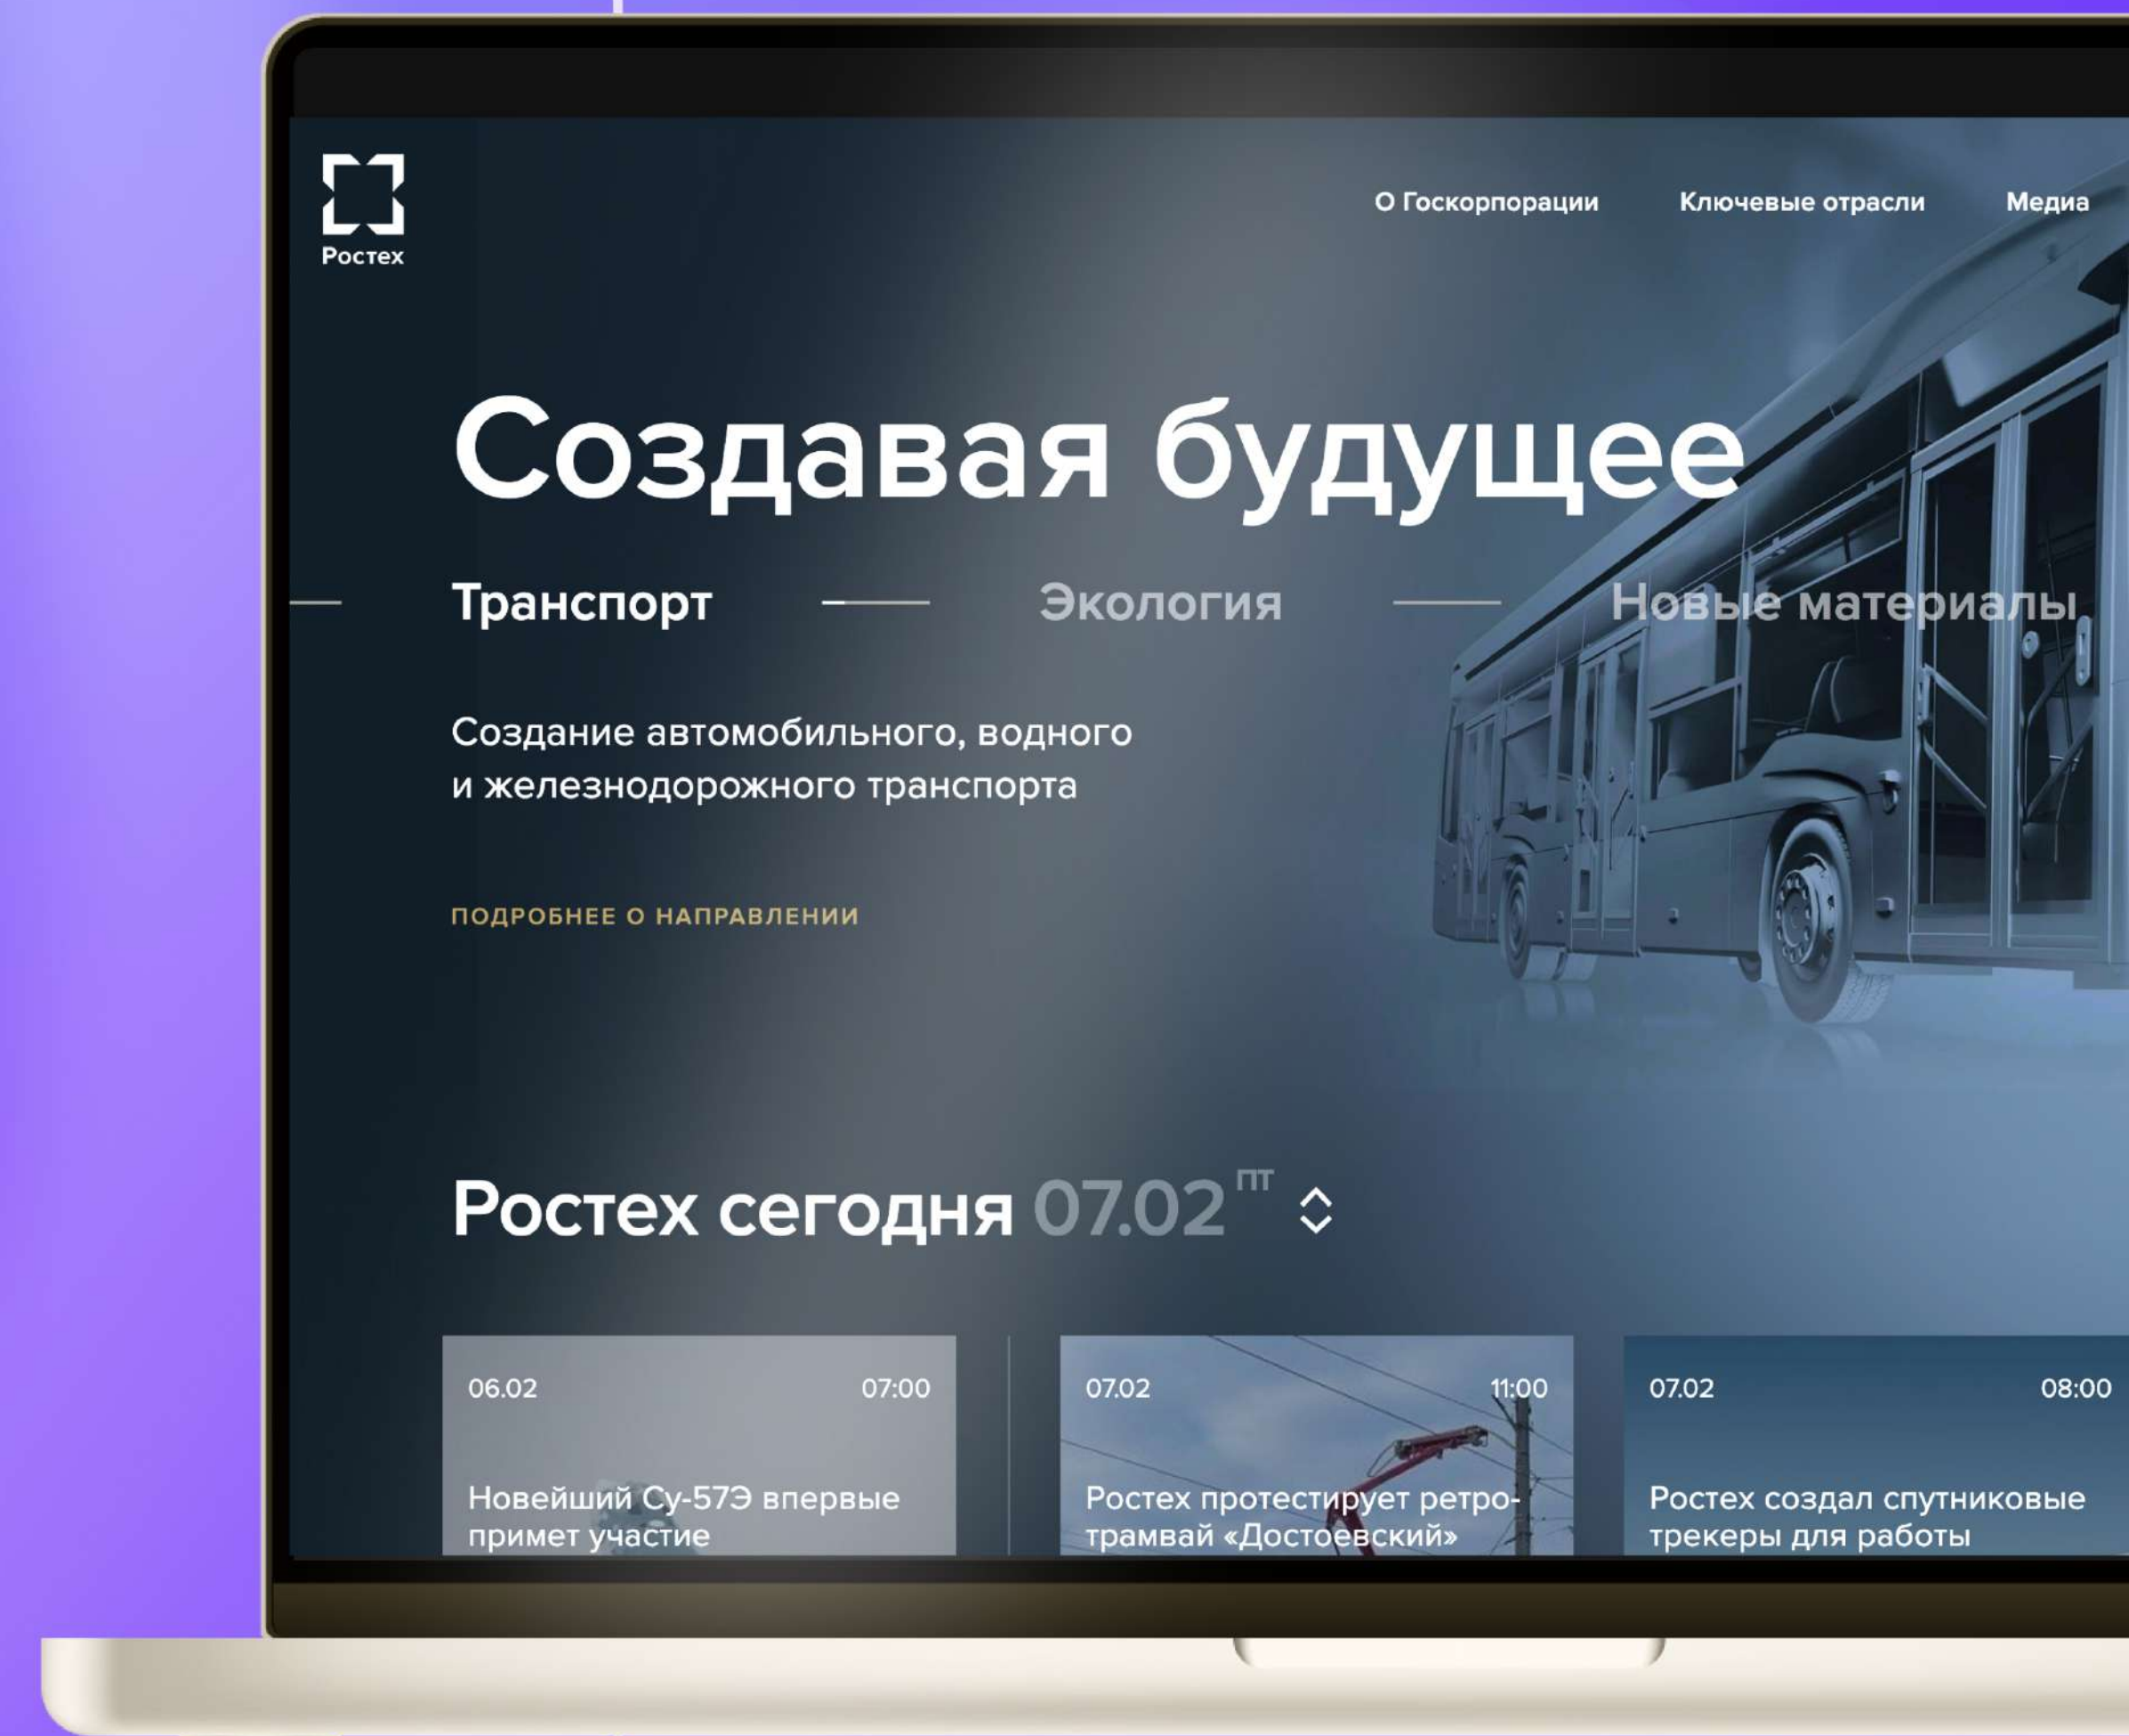 Ростех
О Госкорпорации Ключевые отрасли Медиа
Создавая будущее
Транспорт Экология Новые материалы
Создание автомобильного, водного
и железнодорожного транспорта
ПОДРОБНЕЕ О НАПРАВЛЕНИИ
Ростех сегодня 07.02 ПТ
06.02 07:00
Новейший Су-57Э впервые
примет участие
07.02 11:00
Ростех протестирует ретро-
трамвай «Достоевский»
07.02 08:00
Ростех создал спутниковые
трекеры для работы